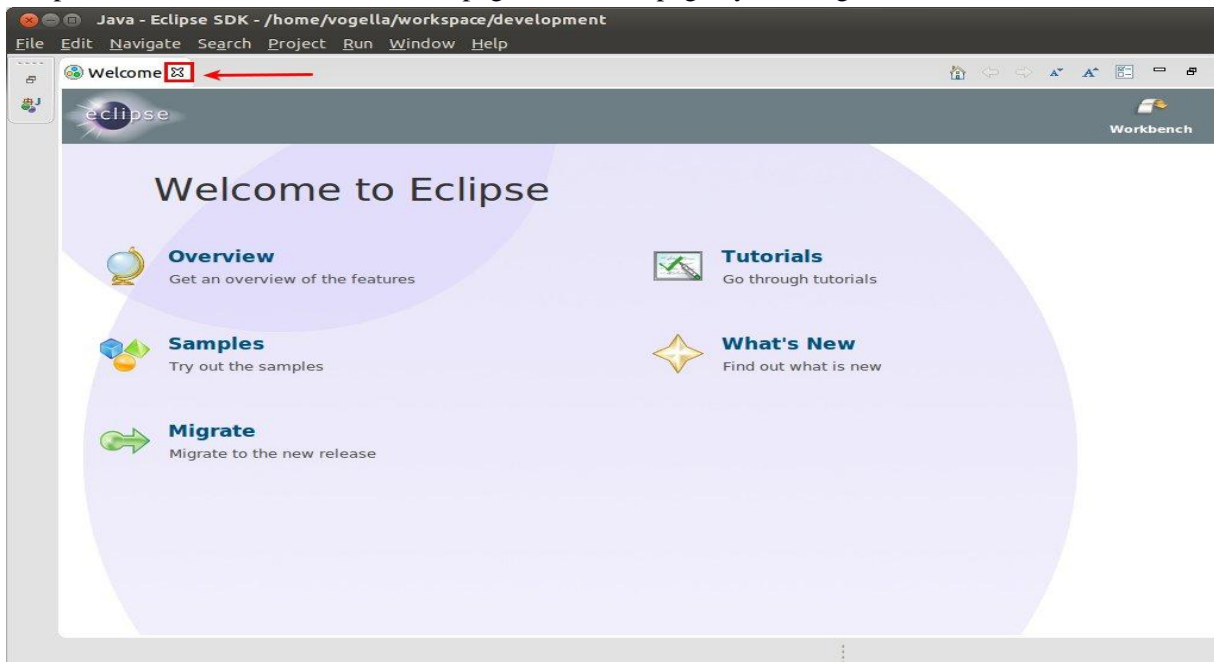 Java - Eclipse SDK - /home/vogella/workspace/development
File Edit Navigate Search Project Run Window Help
Welcome
eclipse
Workbench
Welcome to Eclipse
Overview
Get an overview of the features
Tutorials
Go through tutorials
Samples
Try out the samples
What's New
Find out what is new
Migrate
Migrate to the new release